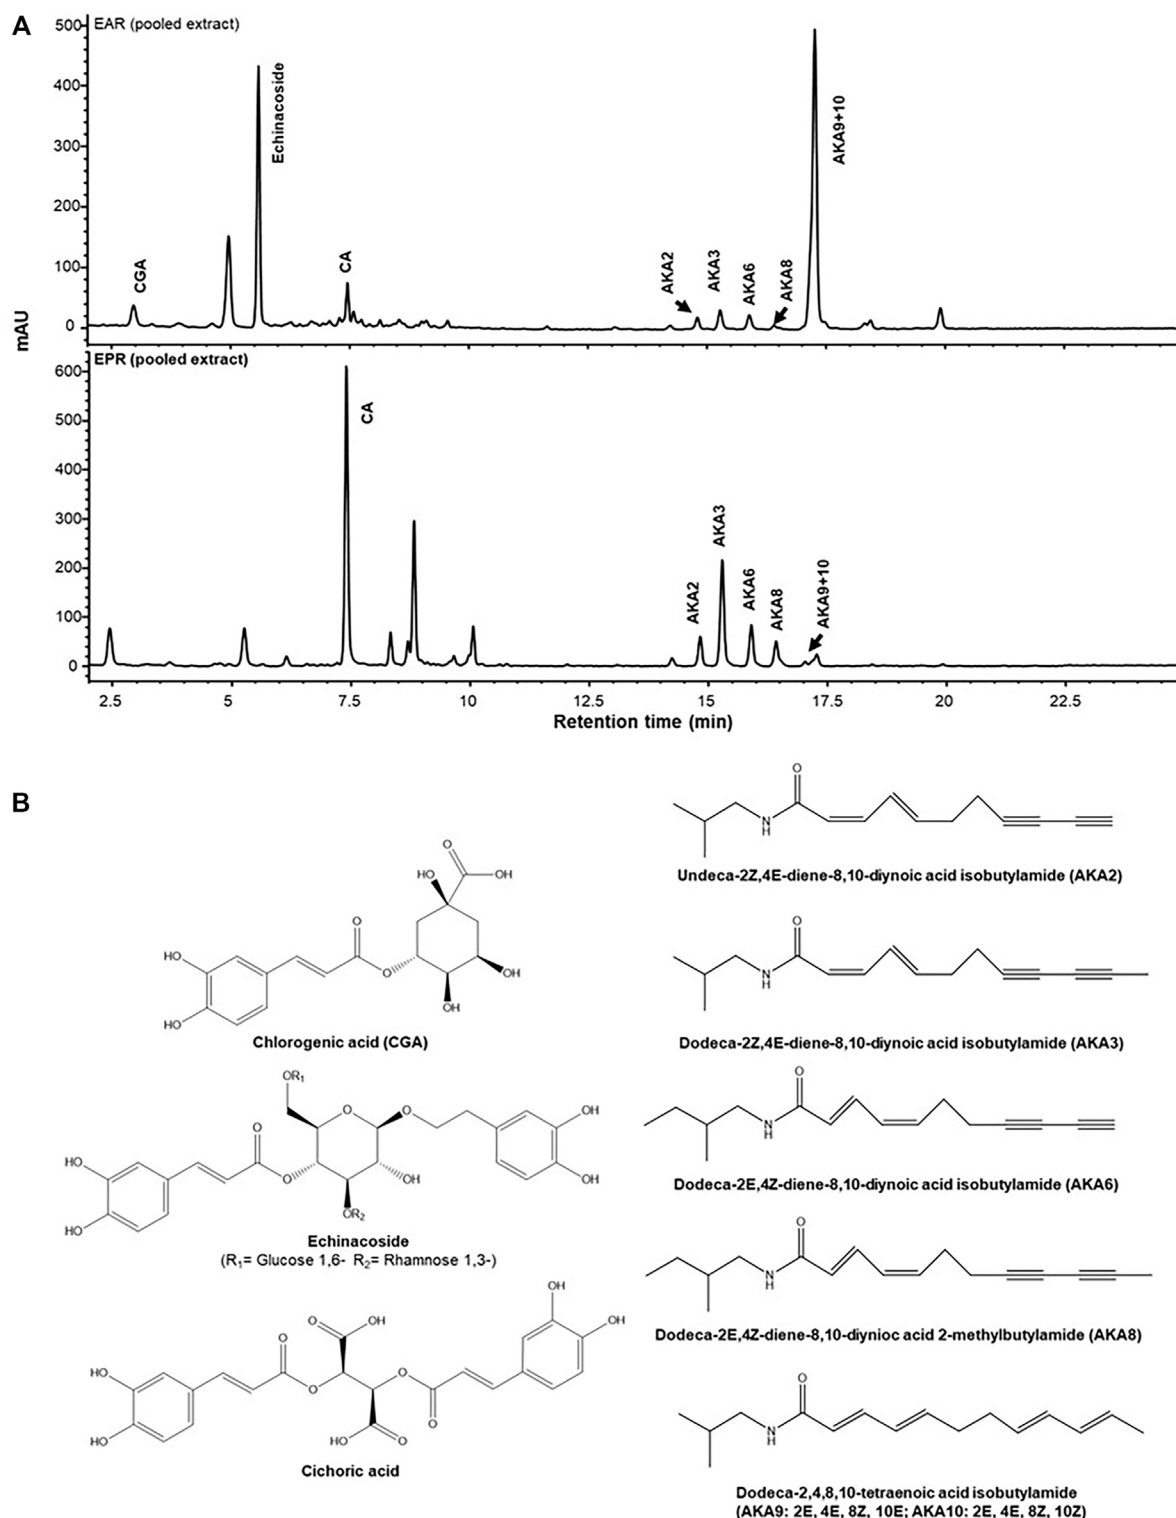 A
EAR (pooled extract)
500
400
300
200
100
0
mAU
CGA
Echinacoside
CA
AKA2
AKA3
AKA6
AKA8
AKA9+10
EPR (pooled extract)
600
500
400
300
200
100
0
CA
AKA2
AKA3
AKA6
AKA8
AKA9+10
2.5 5 7.5 10 12.5 15 17.5 20 22.5
Retention time (min)
B
HO
HO
O
O
HO
O
OH
OH
OH
Chlorogenic acid (CGA)
OR1
HO
HO
O
O
O
O
OH
OR2
OH
OH
Echinacoside
(R1= Glucose 1,6- R2= Rhamnose 1,3-)
HO
HO
O
O
O
OH
HO
O
O
O
OH
OH
Cichoric acid
O
N
H
Undeca-2Z,4E-diene-8,10-diynoic acid isobutylamide (AKA2)
O
N
H
Dodeca-2Z,4E-diene-8,10-diynoic acid isobutylamide (AKA3)
O
N
H
Dodeca-2E,4Z-diene-8,10-diynoic acid isobutylamide (AKA6)
O
N
H
Dodeca-2E,4Z-diene-8,10-diynioc acid 2-methylbutylamide (AKA8)
O
N
H
Dodeca-2,4,8,10-tetraenoic acid isobutylamide
(AKA9: 2E, 4E, 8Z, 10E; AKA10: 2E, 4E, 8Z, 10Z)